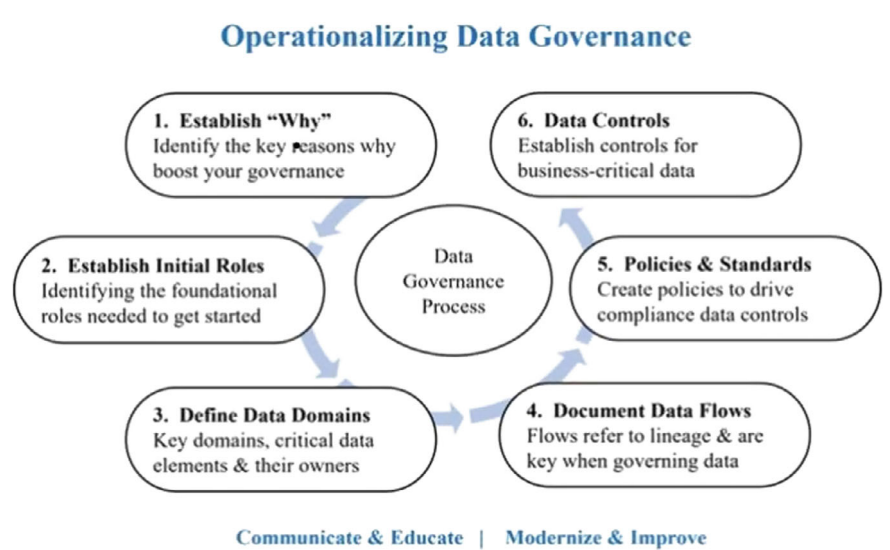 Operationalizing Data Governance
1. Establish “Why”
Identify the key reasons why
boost your governance
2. Establish Initial Roles
Identifying the foundational
roles needed to get started
3. Define Data Domains
Key domains, critical data
elements & their owners
4. Document Data Flows
Flows refer to lineage & are
key when governing data
5. Policies & Standards
Create policies to drive
compliance data controls
6. Data Controls
Establish controls for
business-critical data
Data
Governance
Process
Communicate & Educate | Modernize & Improve